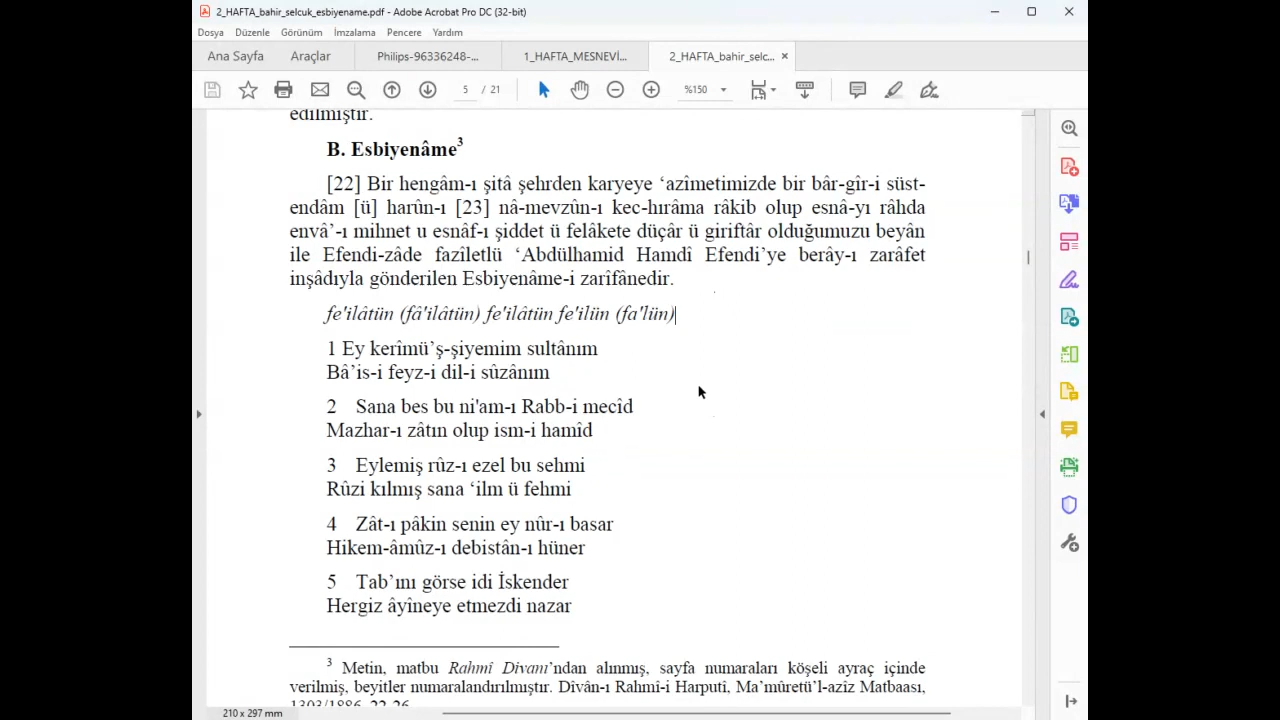 2_HAFTA_bahir_selcuk_esbiyename.pdf - Adobe Acrobat Pro DC (32-bit)
Dosya Düzenle Görünüm İmzalama Pencere Yardım
Ana Sayfa Araçlar Philips-96336248-... 1_HAFTA_MESNEVİ... 2_HAFTA_bahir_selc... ×
5 / 21 %150
edilmiştir.
B. Esbiyenâme3
[22] Bir hengâm-ı şitâ şehrden karyeye ‘azîmetimizde bir bâr-gîr-i süst-
endâm [ü] harûn-ı [23] nâ-mevzûn-ı kec-hırâma râkib olup esnâ-yı râhda
envâ’-ı mihnet u esnâf-ı şiddet ü felâkete düçâr ü giriftâr olduğumuzu beyân
ile Efendi-zâde fazîletlü ‘Abdülhamid Hamdî Efendi’ye berây-ı zarâfet
inşâdıyla gönderilen Esbiyenâme-i zarîfânedir.
fe'ilâtün (fâ'ilâtün) fe'ilâtün fe'ilün (fa'lün)
1 Ey kerîmü’ş-şiyemim sultânım
Bâ’is-i feyz-i dil-i sûzânım
2 Sana bes bu ni'am-ı Rabb-i mecîd
Mazhar-ı zâtın olup ism-i hamîd
3 Eylemiş rûz-ı ezel bu sehmi
Rûzi kılmış sana ‘ilm ü fehmi
4 Zât-ı pâkin senin ey nûr-ı basar
Hikem-âmûz-ı debistân-ı hüner
5 Tab’ını görse idi İskender
Hergiz âyîneye etmezdi nazar
3 Metin, matbu Rahmî Divanı’ndan alınmış, sayfa numaraları köşeli ayraç içinde
verilmiş, beyitler numaralandırılmıştır. Dîvân-ı Rahmî-i Harputî, Ma’mûretü’l-azîz Matbaası,
1303/1886, 22-26.
210 x 297 mm